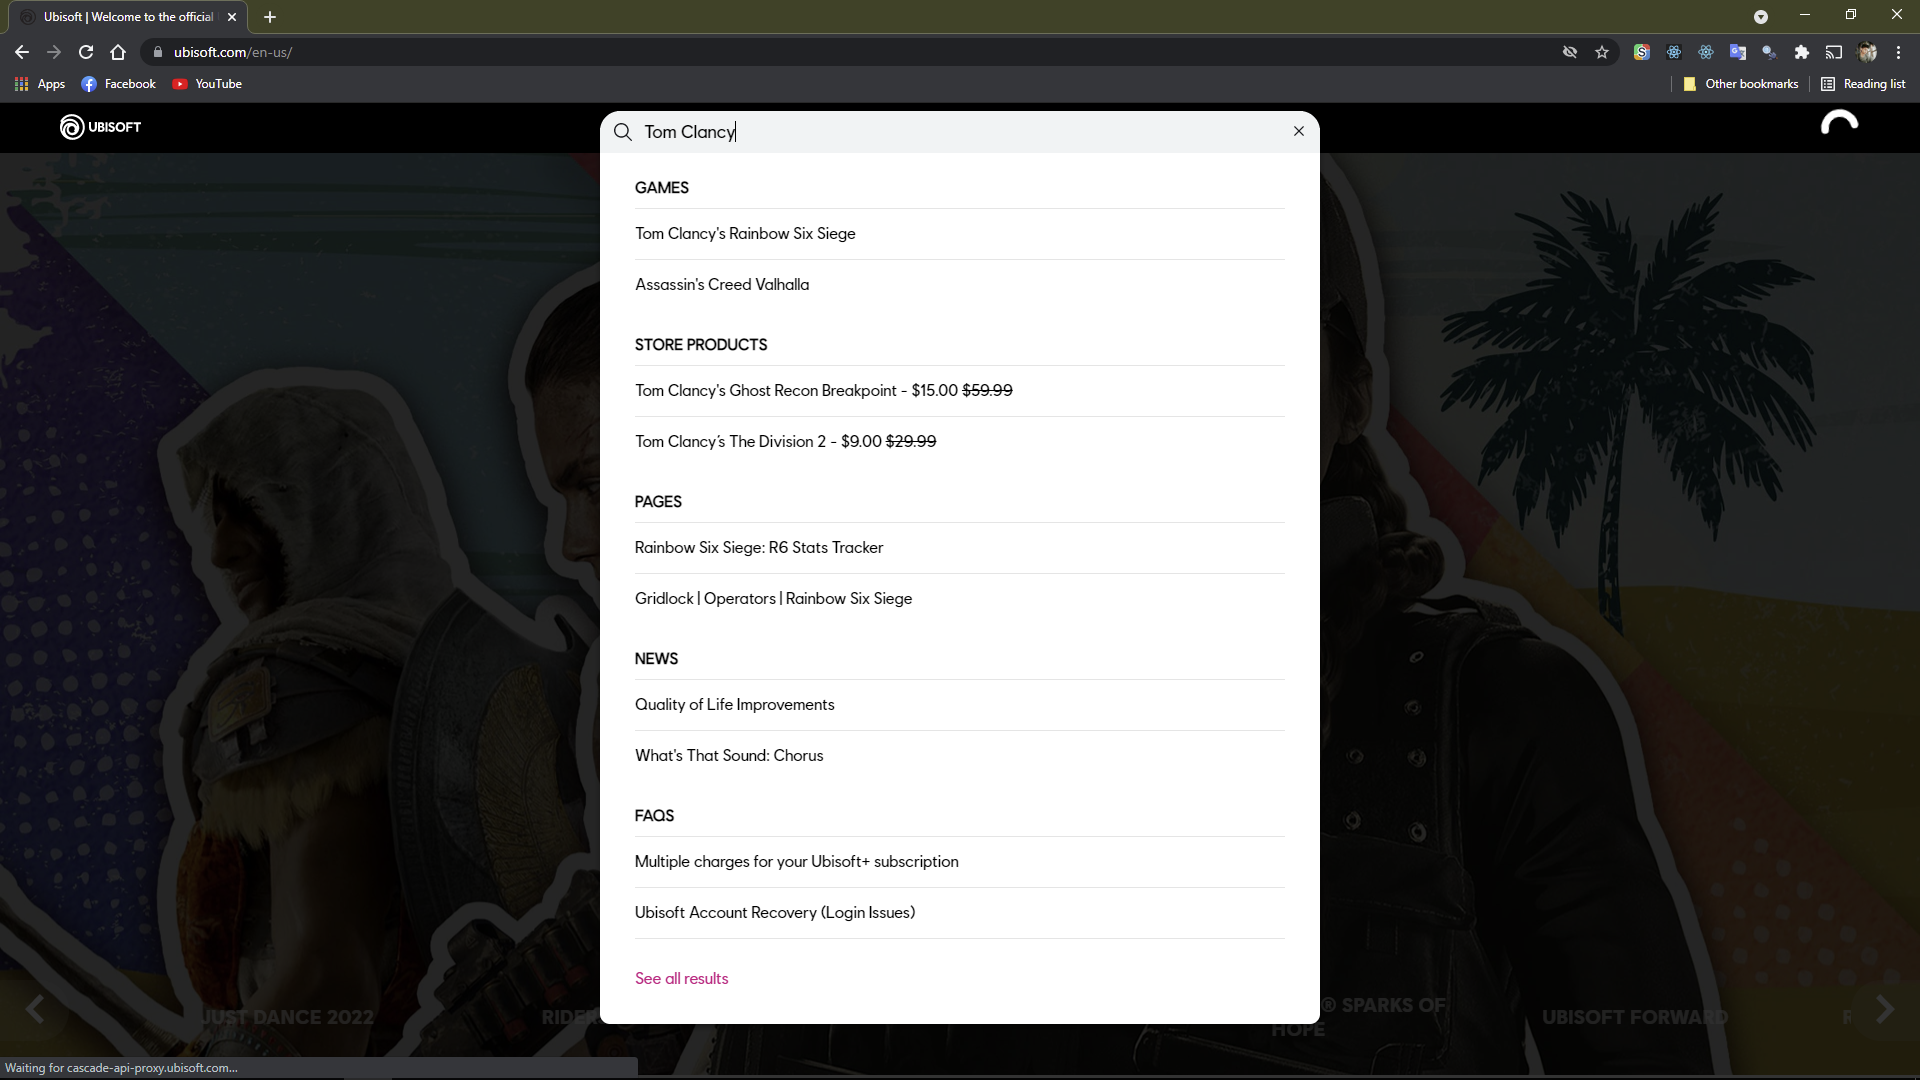 Ubisoft | Welcome to the official
ubisoft.com/en-us/
Apps
Facebook
YouTube
Other bookmarks
Reading list
UBISOFT
Tom Clancy
GAMES
Tom Clancy's Rainbow Six Siege
Assassin's Creed Valhalla
STORE PRODUCTS
Tom Clancy's Ghost Recon Breakpoint - $15.00 $59.99
Tom Clancy's The Division 2 - $9.00 $29.99
PAGES
Rainbow Six Siege: R6 Stats Tracker
Gridlock | Operators | Rainbow Six Siege
NEWS
Quality of Life Improvements
What's That Sound: Chorus
FAQS
Multiple charges for your Ubisoft+ subscription
Ubisoft Account Recovery (Login Issues)
See all results
JUST DANCE 2022
RIDERS
® SPARKS OF
HOPE
UBISOFT FORWARD
R
Waiting for cascade-api-proxy.ubisoft.com...